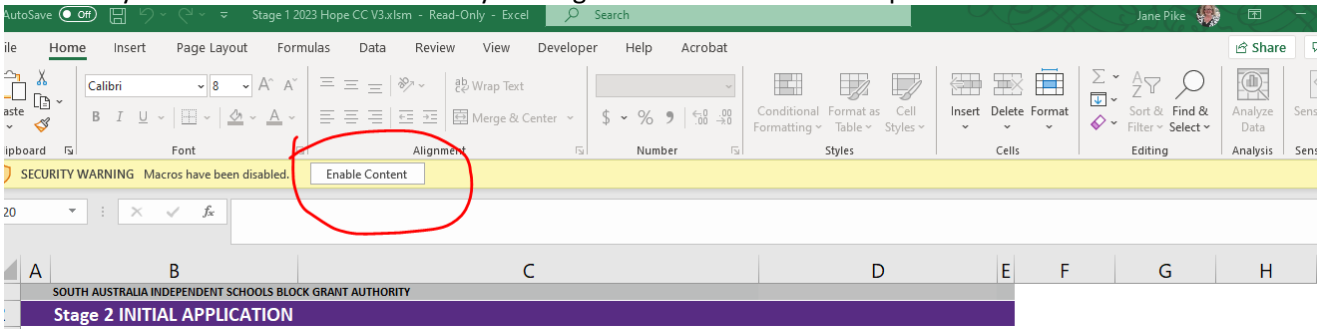 AutoSave Off Stage 1 2023 Hope CC V3.xlsm - Read-Only - Excel Search Jane Pike
Home Insert Page Layout Formulas Data Review View Developer Help Acrobat Share
Calibri 8 A^ A˅ ab Wrap Text
B I U A Merge & Center $ % 9 .00
Conditional Formatting Format as Table Cell Styles Insert Delete Format Sort & Filter Find & Select Analyze Data
Font Alignment Number Styles Cells Editing Analysis
SECURITY WARNING Macros have been disabled. Enable Content
20 fx
A B C D E F G H
SOUTH AUSTRALIA INDEPENDENT SCHOOLS BLOCK GRANT AUTHORITY
Stage 2 INITIAL APPLICATION